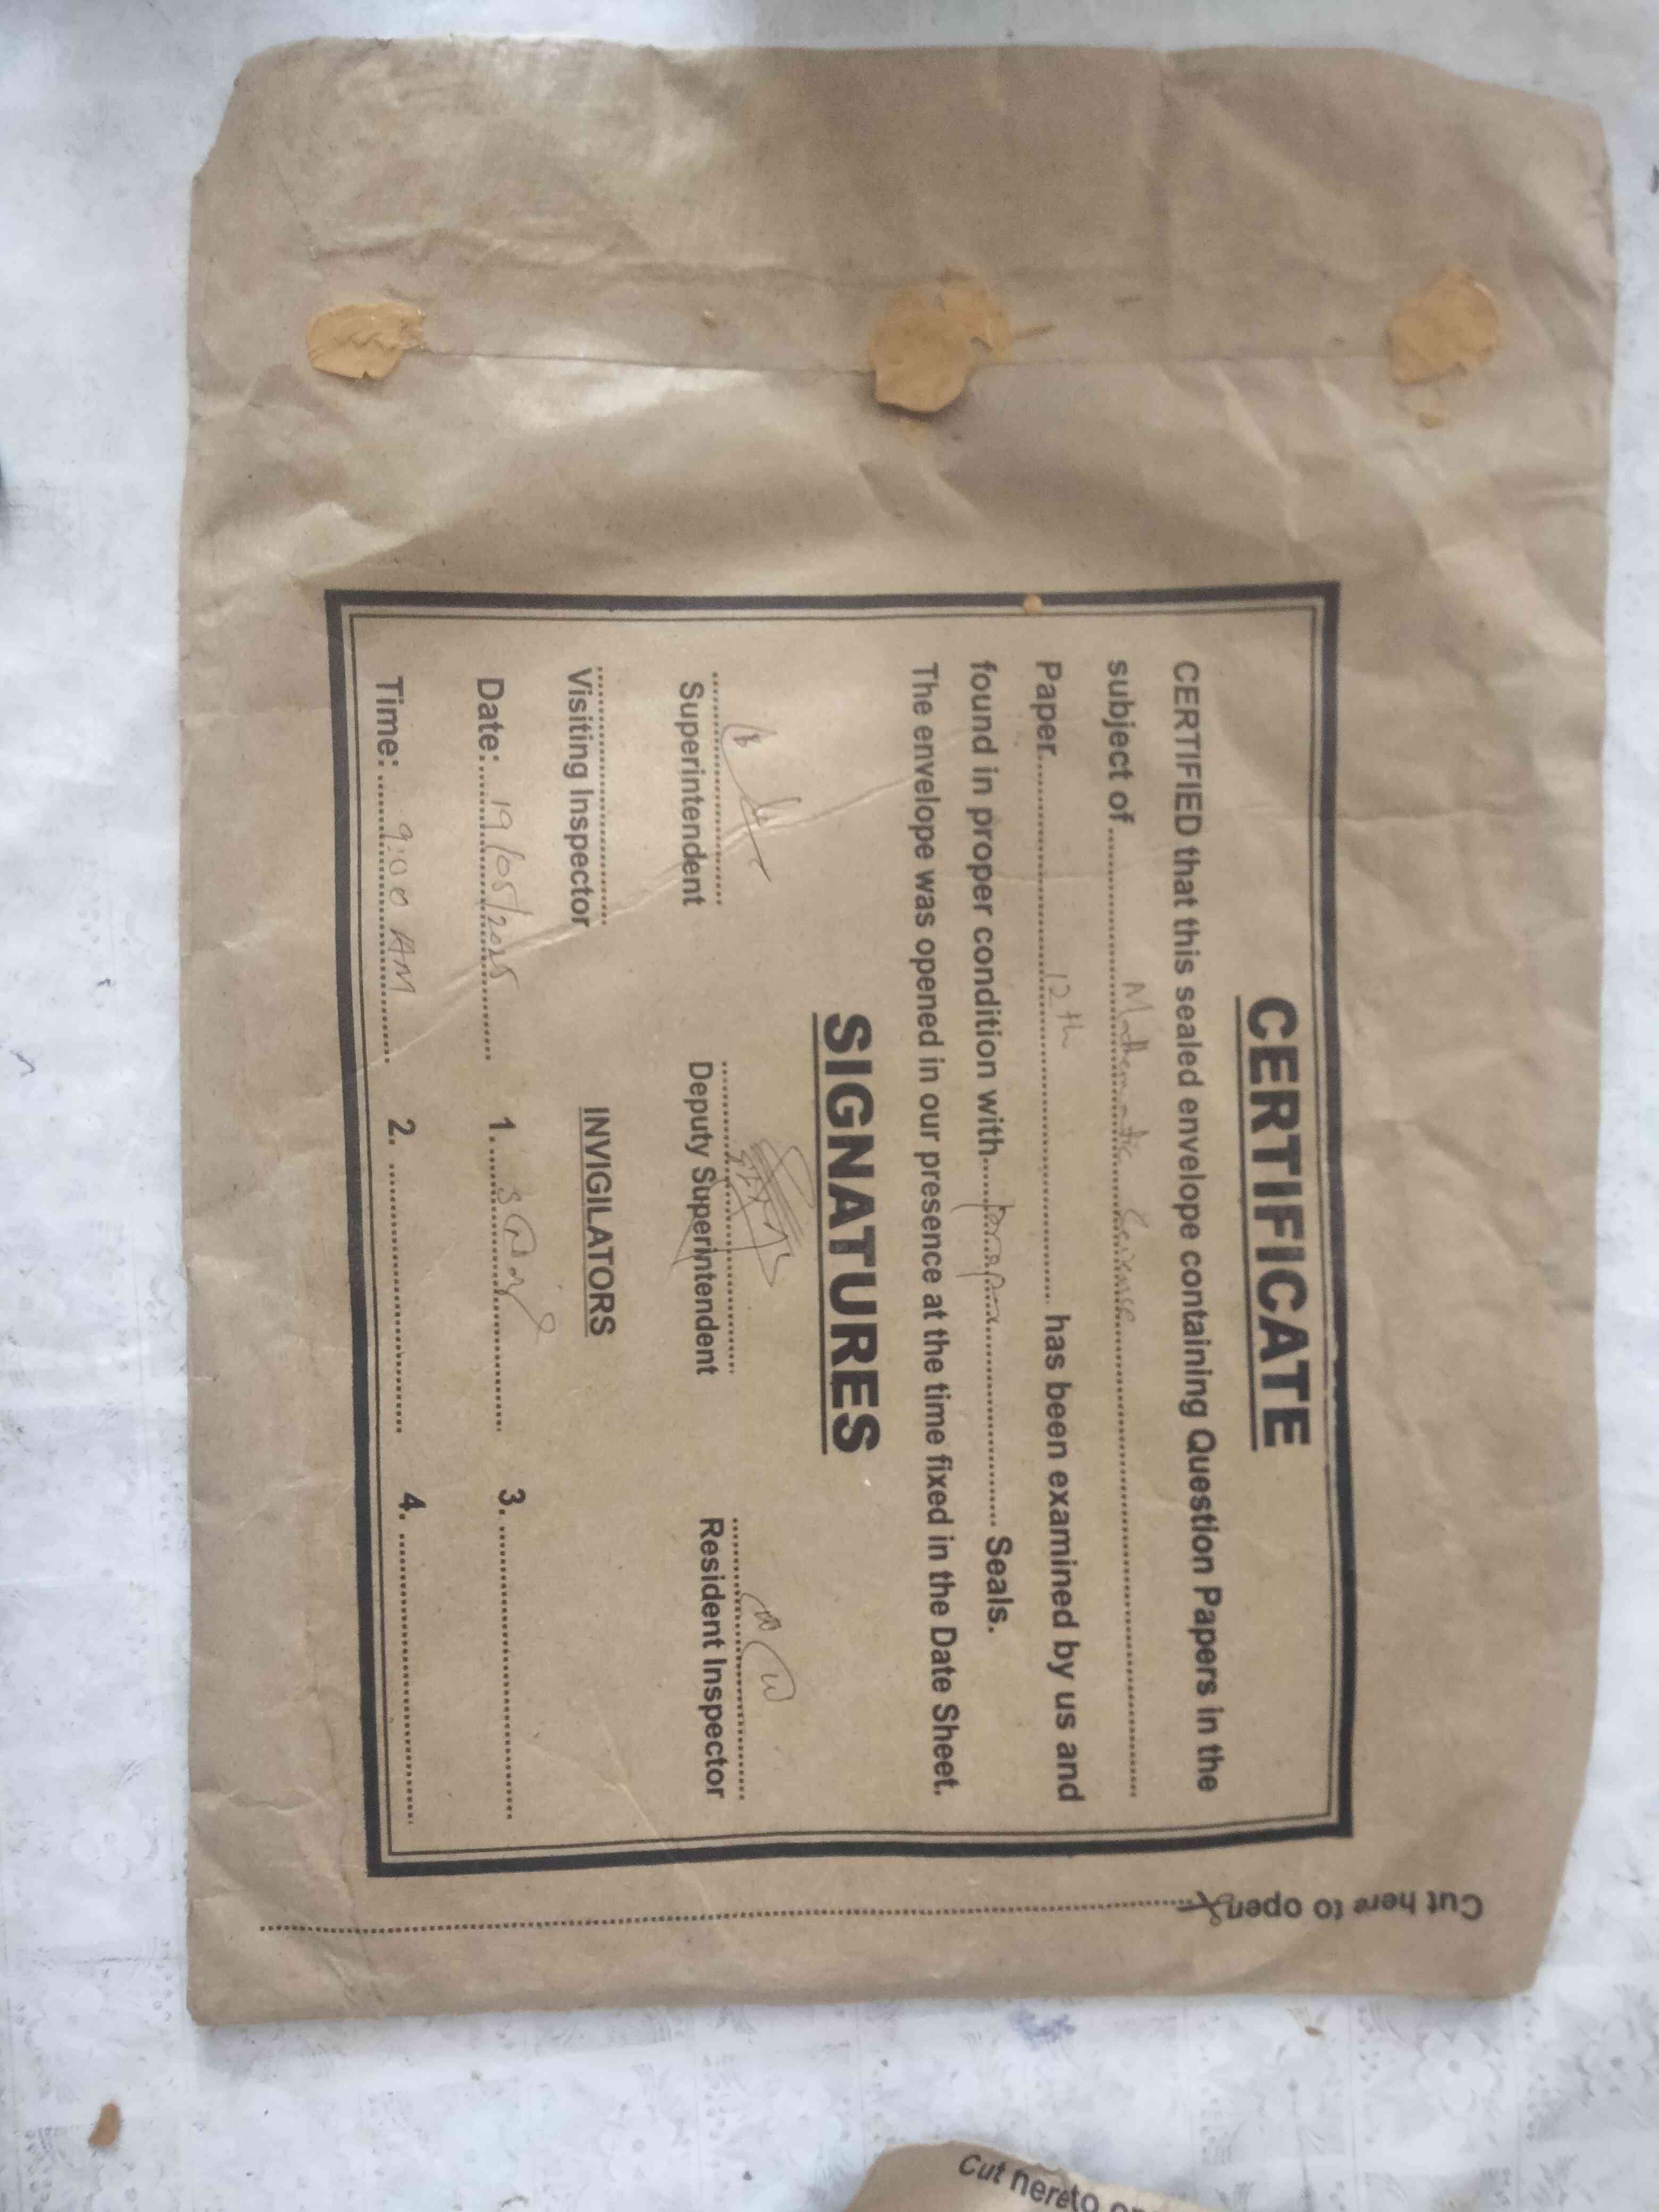 CERTIFICATE
CERTIFIED that this sealed envelope containing Question Papers in the
subject of.......... Mathematic Science ..........
Paper.......... 12th .......... has been examined by us and
found in proper condition with.......... Seals.
The envelope was opened in our presence at the time fixed in the Date Sheet.
SIGNATURES
Superintendent Deputy Superintendent Resident Inspector
Visiting Inspector INVIGILATORS
Date: 19/05/2025 1. 3.
Time: 9:00 AM 2. 4.
Cut here to open
Cut here to